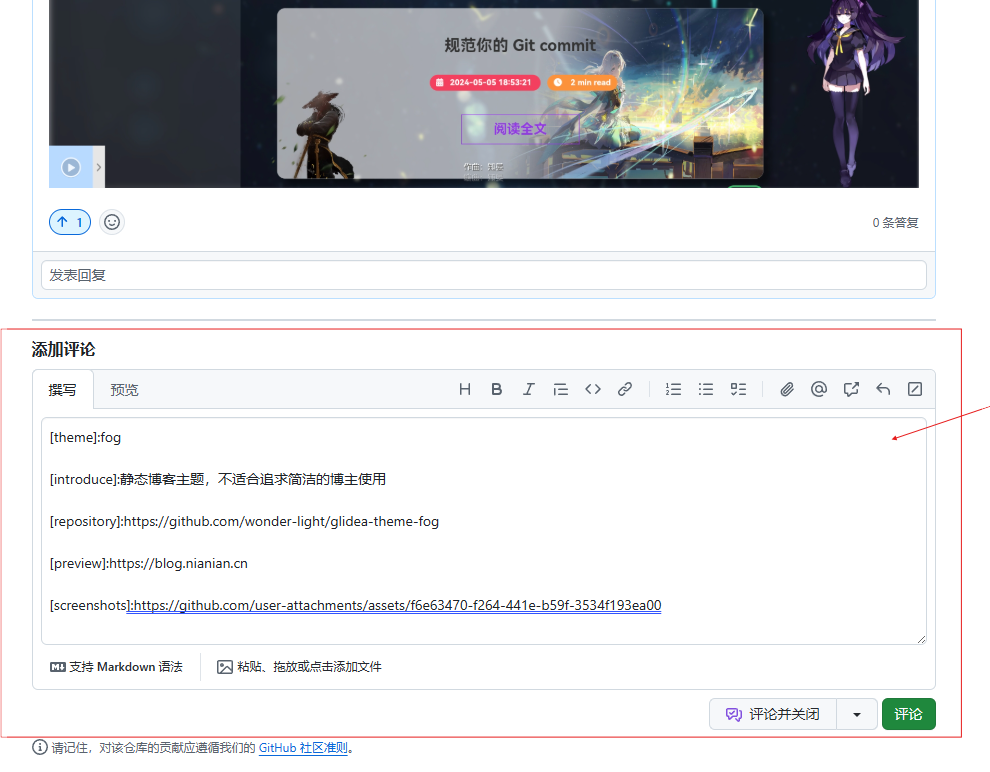 规范你的 Git commit
2024-05-05 18:53:21 2 min read
阅读全文
1 0 条答复
发表回复
添加评论
撰写 预览
[theme]:fog
[introduce]:静态博客主题，不适合追求简洁的博主使用
[repository]:https://github.com/wonder-light/glidea-theme-fog
[preview]:https://blog.nianian.cn
[screenshots]:https://github.com/user-attachments/assets/f6e63470-f264-441e-b59f-3534f193ea00
支持 Markdown 语法 粘贴、拖放或点击添加文件
评论并关闭 评论
请记住，对该仓库的贡献应遵循我们的 GitHub 社区准则。